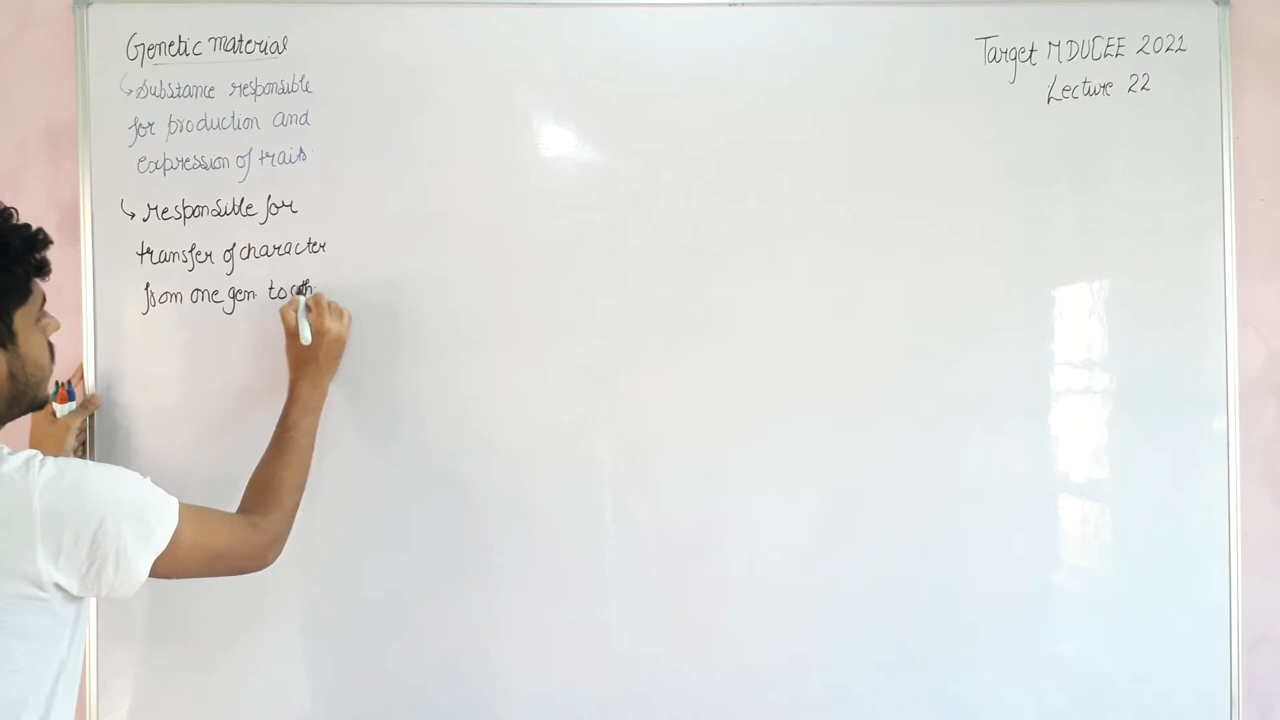 Genetic material
↳ Substance responsible
for production and
expression of traits.
↳ responsible for
transfer of character
from one gen. to oth
Target MDUCEE 2022
Lecture 22